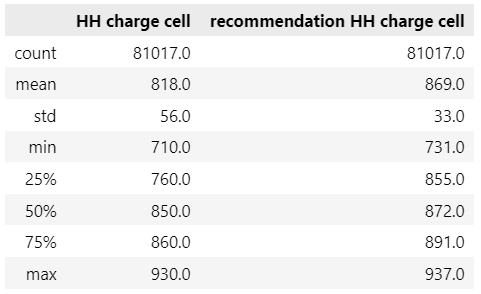 HH charge cell recommendation HH charge cell
count 81017.0 81017.0
mean 818.0 869.0
std 56.0 33.0
min 710.0 731.0
25% 760.0 855.0
50% 850.0 872.0
75% 860.0 891.0
max 930.0 937.0